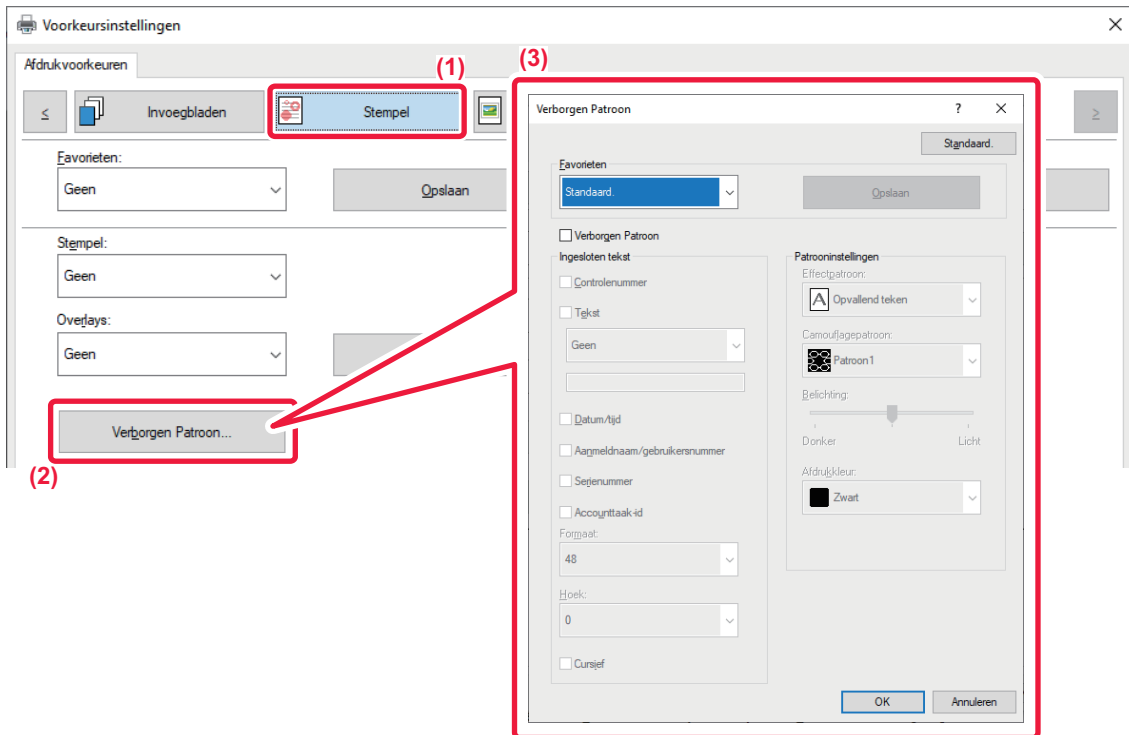 Voorkeursinstellingen
Afdrukvoorkeuren
(1)
(3)
≤
Invoegbladen
Stempel
≥
Favorieten:
Geen
Opslaan
Stempel:
Geen
Overlays:
Geen
Verborgen Patroon...
(2)
Verborgen Patroon
?
Standaard.
Favorieten
Standaard.
Opslaan
Verborgen Patroon
Ingesloten tekst
Controlenummer
Tekst
Geen
Datum/tijd
Aanmeldnaam/gebruikersnummer
Serienummer
Accounttaak-id
Formaat:
48
Hoek:
0
Cursief
Patrooninstellingen
Effectpatroon:
A Opvallend teken
Camouflagepatroon:
Patroon1
Belichting:
Donker Licht
Afdrukkleur:
Zwart
OK Annuleren